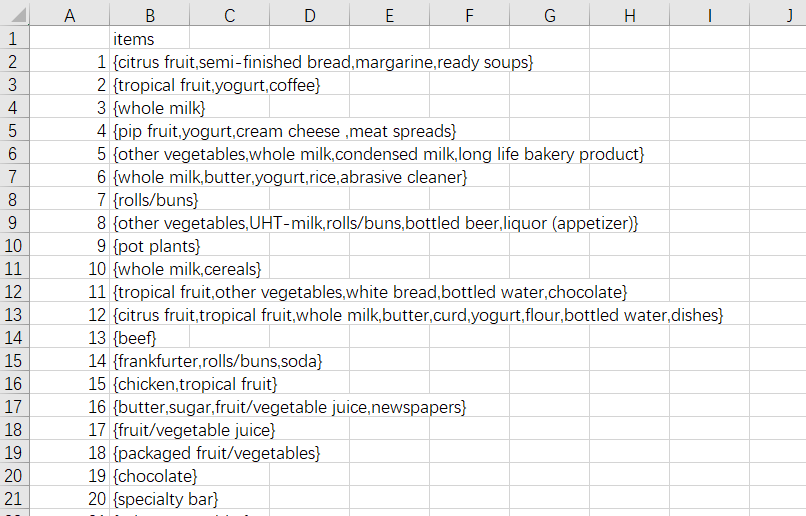 A B C D E F G H I J
1 items
2 1 {citrus fruit,semi-finished bread,margarine,ready soups}
3 2 {tropical fruit,yogurt,coffee}
4 3 {whole milk}
5 4 {pip fruit,yogurt,cream cheese ,meat spreads}
6 5 {other vegetables,whole milk,condensed milk,long life bakery product}
7 6 {whole milk,butter,yogurt,rice,abrasive cleaner}
8 7 {rolls/buns}
9 8 {other vegetables,UHT-milk,rolls/buns,bottled beer,liquor (appetizer)}
10 9 {pot plants}
11 10 {whole milk,cereals}
12 11 {tropical fruit,other vegetables,white bread,bottled water,chocolate}
13 12 {citrus fruit,tropical fruit,whole milk,butter,curd,yogurt,flour,bottled water,dishes}
14 13 {beef}
15 14 {frankfurter,rolls/buns,soda}
16 15 {chicken,tropical fruit}
17 16 {butter,sugar,fruit/vegetable juice,newspapers}
18 17 {fruit/vegetable juice}
19 18 {packaged fruit/vegetables}
20 19 {chocolate}
21 20 {specialty bar}